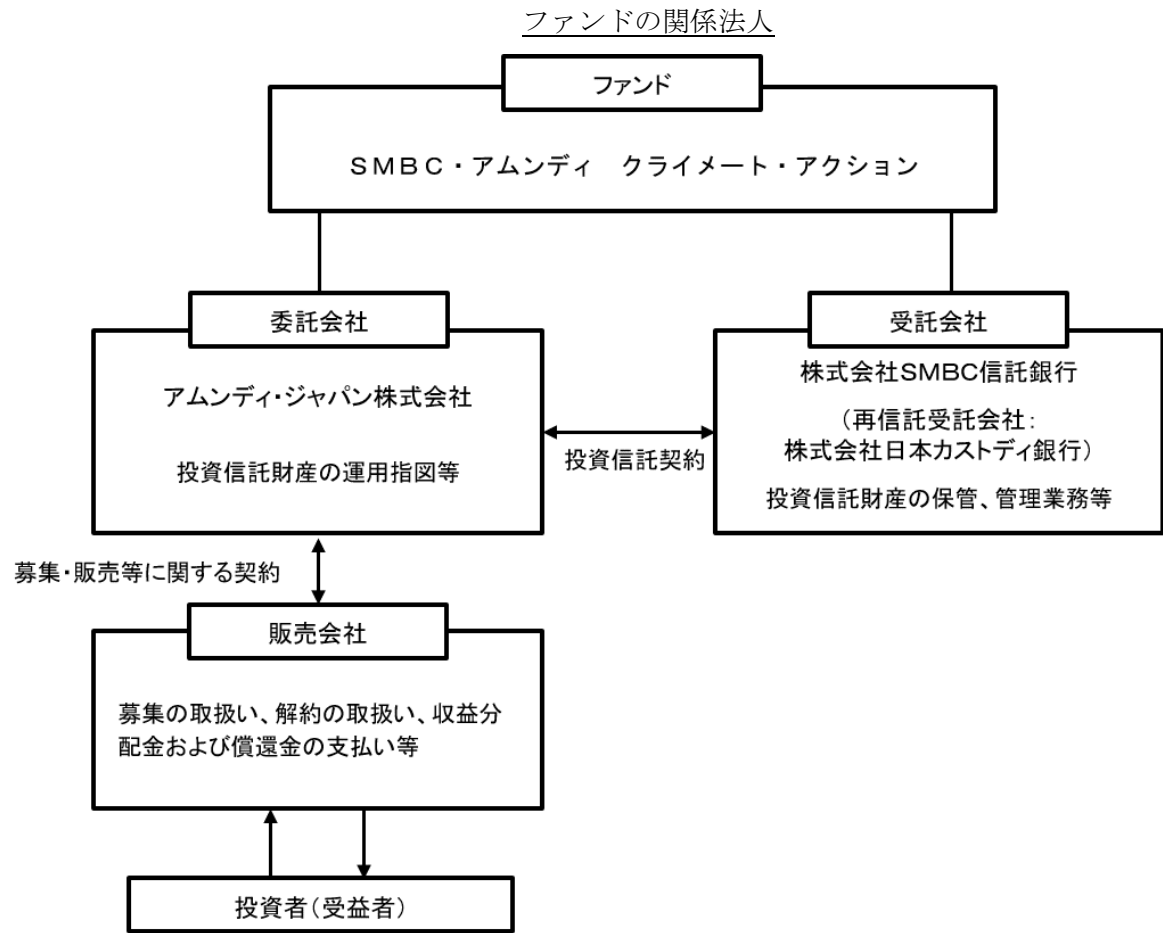 ファンドの関係法人
ファンド
SMBC・アムンディ　クライメート・アクション
委託会社
アムンディ・ジャパン株式会社
投資信託財産の運用指図等
投資信託契約
受託会社
株式会社SMBC信託銀行
（再信託受託会社：
株式会社日本カストディ銀行）
投資信託財産の保管、管理業務等
募集・販売等に関する契約
販売会社
募集の取扱い、解約の取扱い、収益分
配金および償還金の支払い等
投資者（受益者）